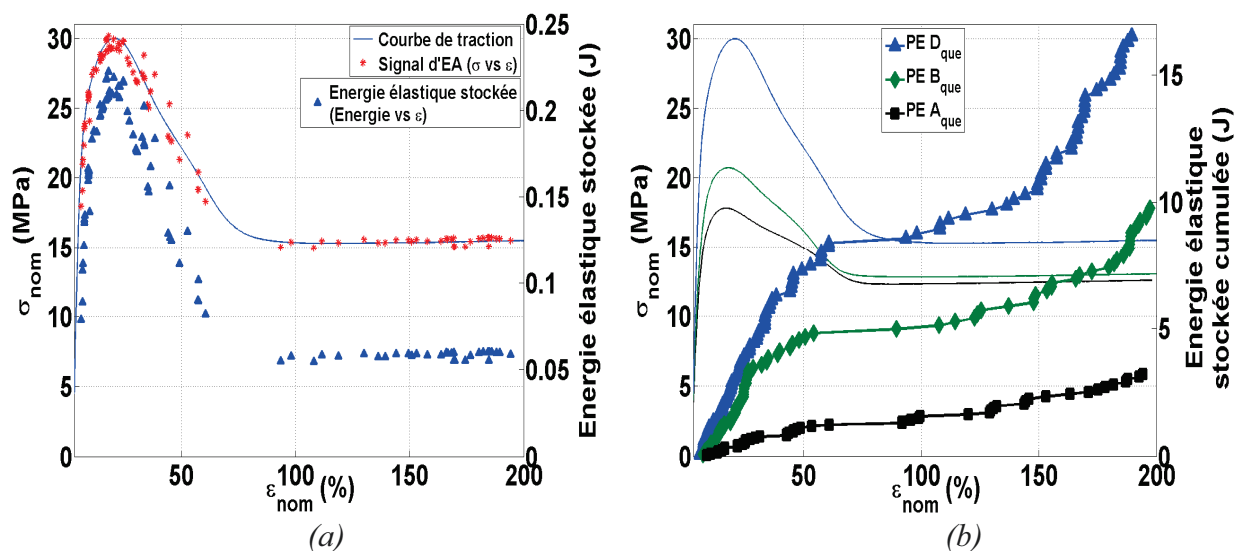 30
25
20
15
10
5
0
σnom (MPa)
50
100
150
200
εnom (%)
0.25
0.2
0.15
0.1
0.05
0
Energie élastique stockée (J)
Courbe de traction
Signal d'EA (σ vs ε)
Energie élastique stockée
(Energie vs ε)
(a)
30
25
20
15
10
5
0
σnom (MPa)
50
100
150
200
εnom (%)
15
10
5
0
Energie élastique
stockée cumulée (J)
PE Dque
PE Bque
PE Aque
(b)